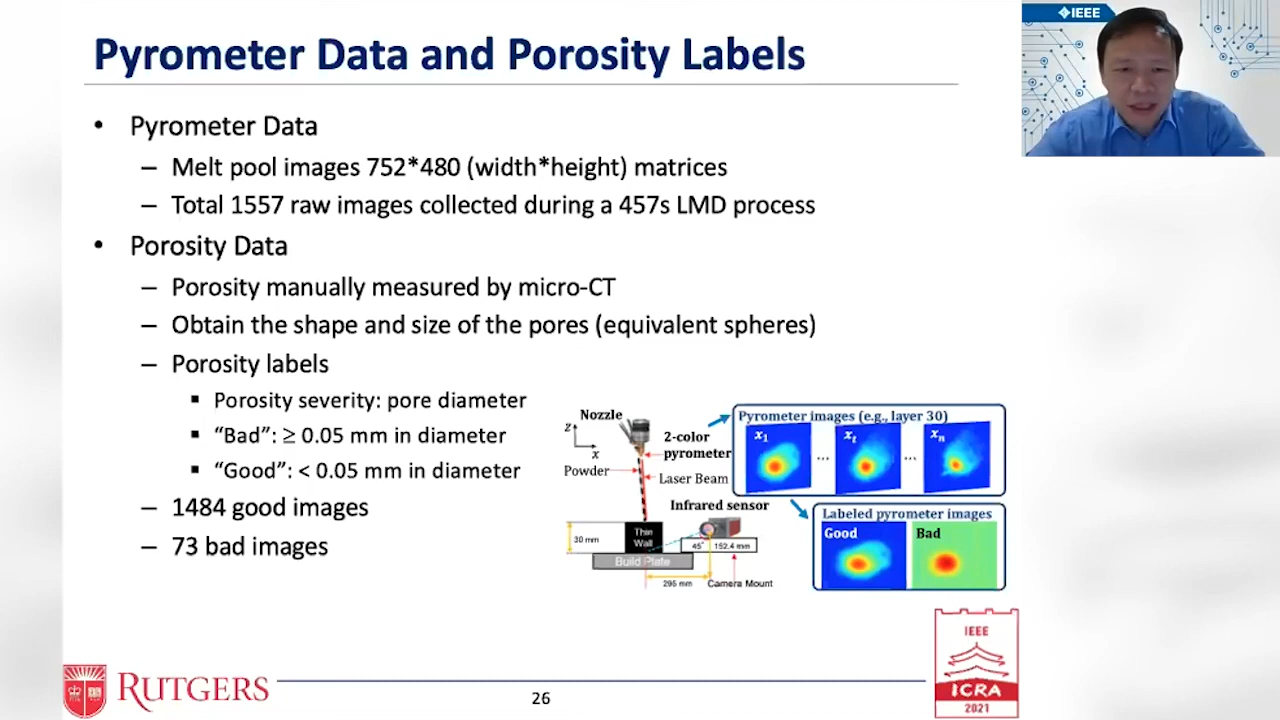 Pyrometer Data and Porosity Labels
IEEE
• Pyrometer Data
– Melt pool images 752*480 (width*height) matrices
– Total 1557 raw images collected during a 457s LMD process
• Porosity Data
– Porosity manually measured by micro-CT
– Obtain the shape and size of the pores (equivalent spheres)
– Porosity labels
▪ Porosity severity: pore diameter
▪ “Bad”: ≥ 0.05 mm in diameter
▪ “Good”: < 0.05 mm in diameter
– 1484 good images
– 73 bad images
Nozzle
z
x
Powder
2-color
pyrometer
Laser Beam
Infrared sensor
Thin
Wall
30 mm
45°
152.4 mm
Build Plate
295 mm
Camera Mount
Pyrometer images (e.g., layer 30)
x1
...
xt
...
xn
Labeled pyrometer images
Good
Bad
RUTGERS
26
IEEE
ICRA
2021